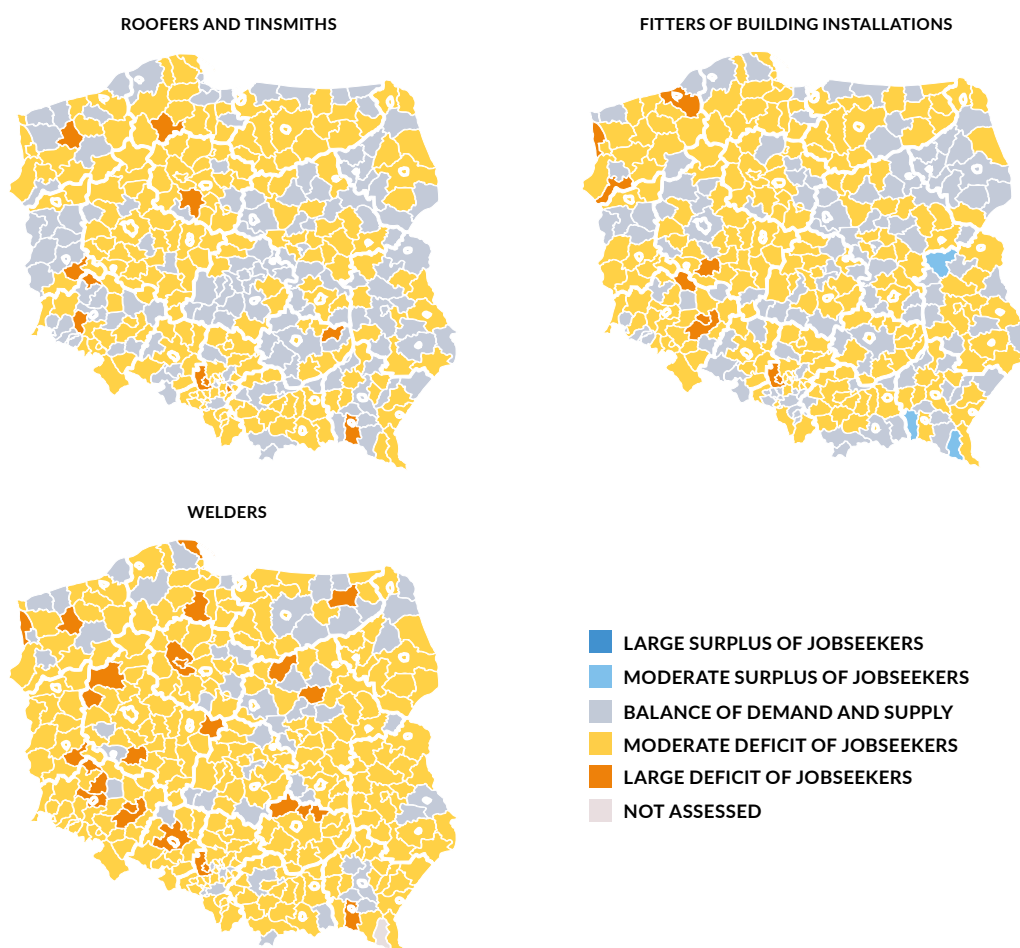 ROOFERS AND TINSMITHS
FITTERS OF BUILDING INSTALLATIONS
WELDERS
LARGE SURPLUS OF JOBSEEKERS
MODERATE SURPLUS OF JOBSEEKERS
BALANCE OF DEMAND AND SUPPLY
MODERATE DEFICIT OF JOBSEEKERS
LARGE DEFICIT OF JOBSEEKERS
NOT ASSESSED